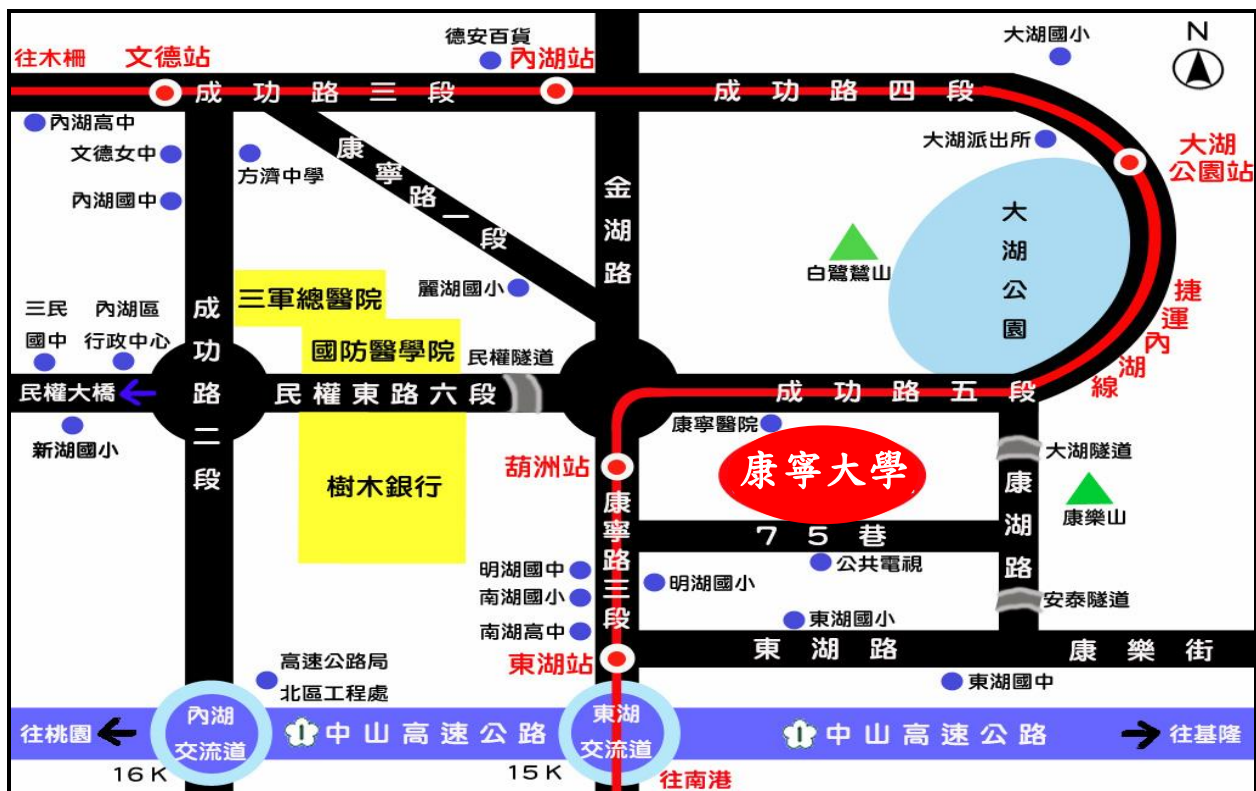 德安百貨
大湖國小
N
往木柵
文德站
內湖站
成功路三段
成功路四段
內湖高中
文德女中
方濟中學
內湖國中
康寧路一段
金湖路
大湖派出所
大湖
公園站
大湖公園
白鷺鷥山
三軍總醫院
麗湖國小
國防醫學院
民權隧道
三民
國中
內湖區
行政中心
成功路二段
捷運內湖線
民權大橋
民權東路六段
成功路五段
新湖國小
康寧醫院
康寧大學
大湖隧道
葫洲站
樹木銀行
康寧路三段
康湖路
康樂山
75巷
公共電視
明湖國中
明湖國小
南湖國小
安泰隧道
東湖國小
南湖高中
東湖站
東湖路
康樂街
高速公路局
北區工程處
東湖國中
往桃園
內湖
交流道
1
中山高速公路
東湖
交流道
1
中山高速公路
往基隆
16K
15K
往南港